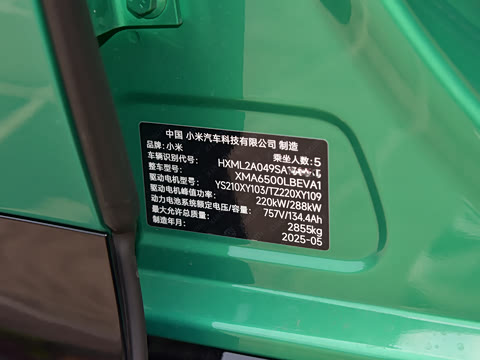 中国 小米汽车科技有限公司 制造
品牌：小米 乘坐人数：5
车辆识别代号： HXML2A049SA
整车型号： XMA6500LBEVA1
驱动电机型号： YS210XY103/TZ220XY109
驱动电机峰值功率： 220kW/288kW
动力电池系统额定电压/容量： 757V/134.4Ah
最大允许总质量： 2855kg
制造年月： 2025-05